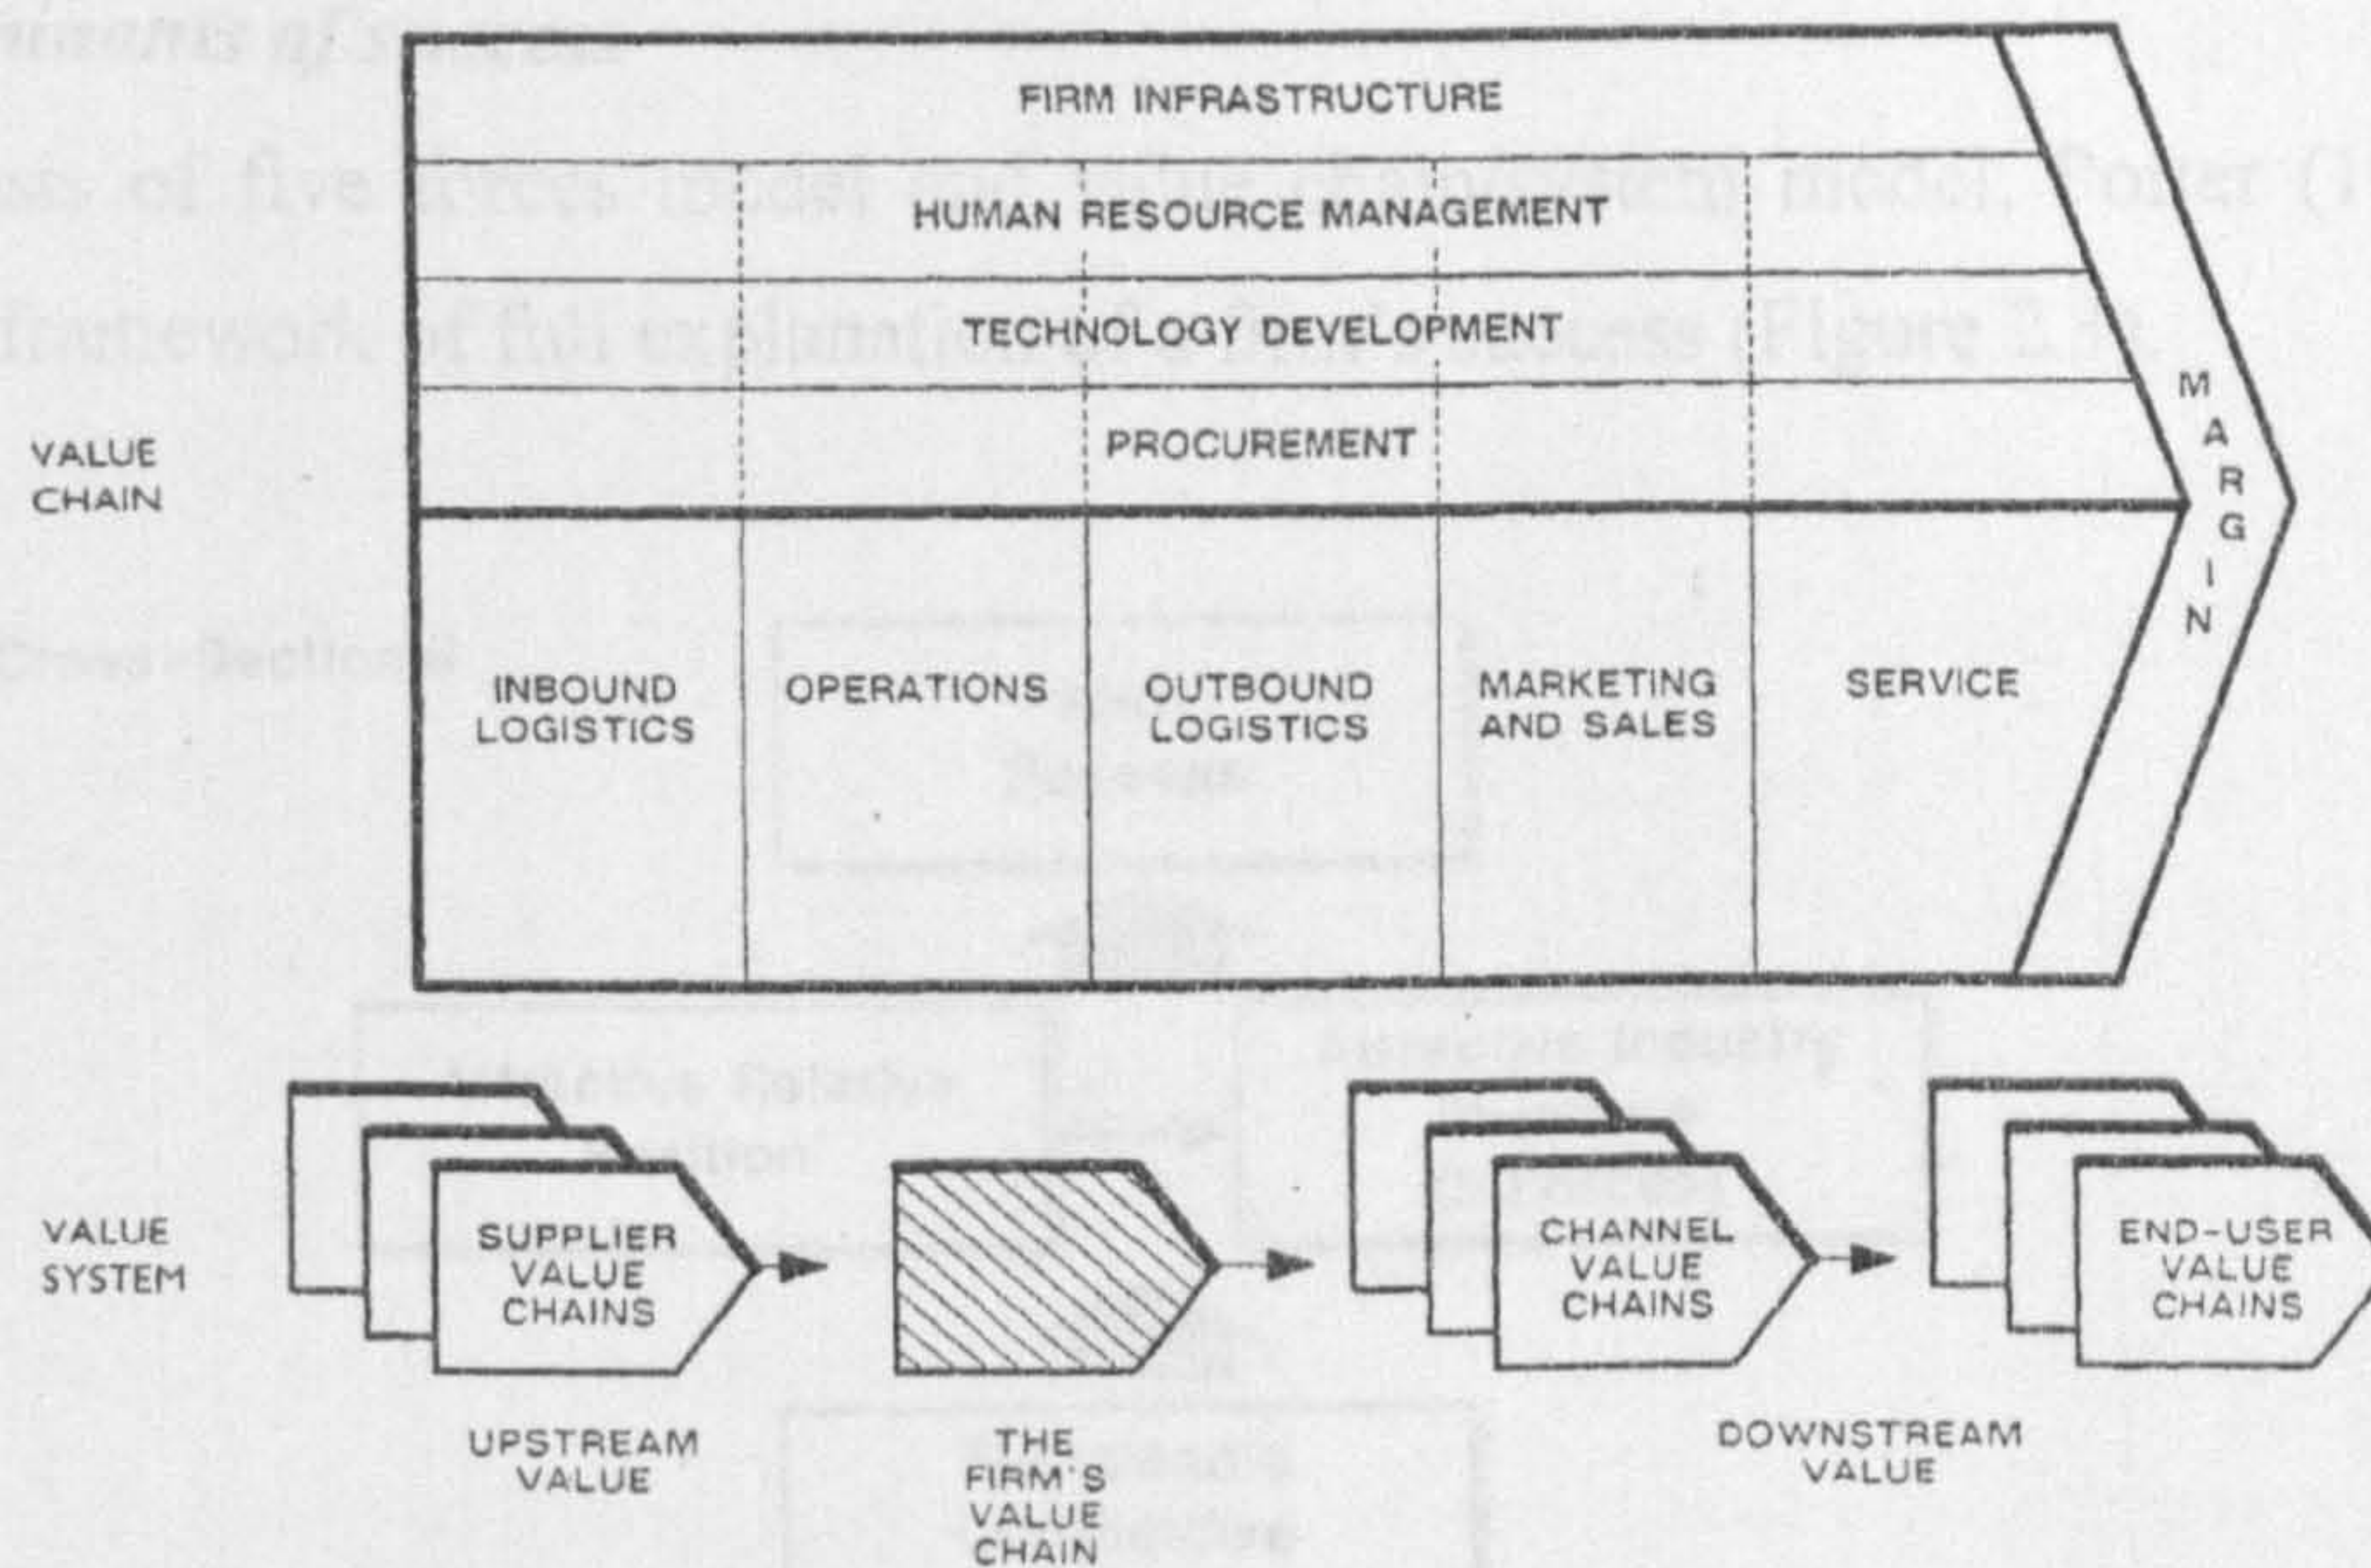 FIRM INFRASTRUCTURE
HUMAN RESOURCE MANAGEMENT
TECHNOLOGY DEVELOPMENT
PROCUREMENT
VALUE
CHAIN
MARGIN
INBOUND
LOGISTICS
OPERATIONS
OUTBOUND
LOGISTICS
MARKETING
AND SALES
SERVICE
VALUE
SYSTEM
SUPPLIER
VALUE
CHAINS
CHANNEL
VALUE
CHAINS
END-USER
VALUE
CHAINS
UPSTREAM
VALUE
THE
FIRM'S
VALUE
CHAIN
DOWNSTREAM
VALUE